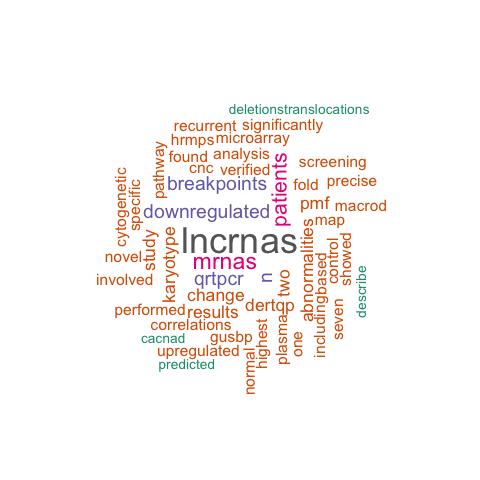 deletionstranslocations
recurrent significantly
hrmps microarray
found analysis
screening
cnc verified
pathway
breakpoints
patients
fold precise
cytogenetic
specific
downregulated
pmf macrod
map
lncrnas
abnormalities
control
showed
study
karyotype
novel
mrnas
involved
qrtpcr
n
two
includingbased
describe
change
dertqp
performed results
seven
correlations
plasma
one
cacnad
gusbp
highest
upregulated
predicted
normal